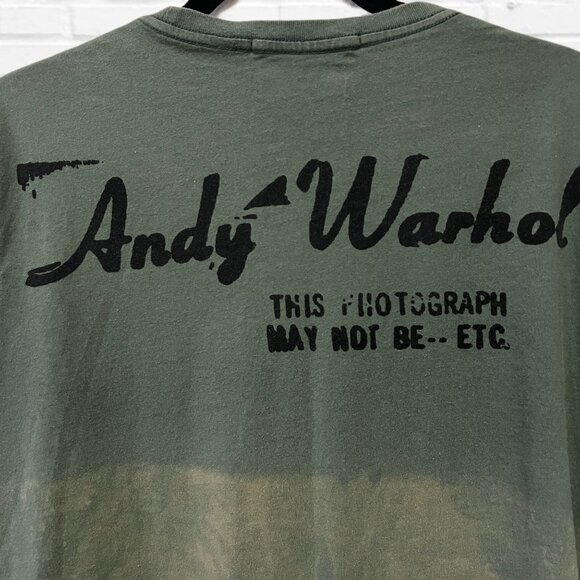 Andy Warhol
THIS PHOTOGRAPH
MAY NOT BE-- ETC.